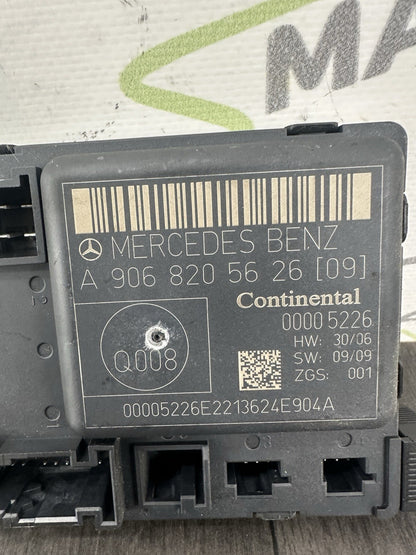 MA
MERCEDES BENZ
A 906 820 56 26 [09]
Continental
0000 5226
HW: 30/06
SW: 09/09
ZGS: 001
Q008
00005226E2213624E904A